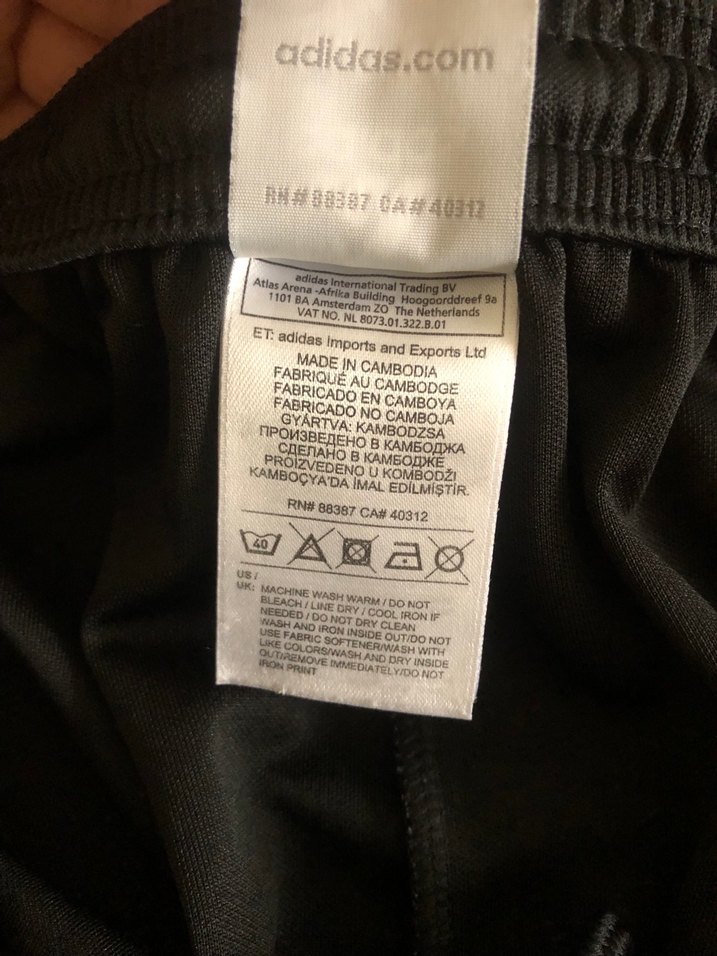 adidas.com
RN#88387 CA#40312
adidas International Trading BV
Atlas Arena -Afrika Building Hoogoorddreef 9a
1101 BA Amsterdam ZO The Netherlands
VAT NO. NL 8073.01.322.B.01
ET: adidas Imports and Exports Ltd
MADE IN CAMBODIA
FABRIQUÉ AU CAMBODGE
FABRICADO EN CAMBOYA
FABRICADO NO CAMBOJA
GYÁRTVA: KAMBODZSA
ПРОИЗВЕДЕНО В КАМБОДЖА
СДЕЛАНО В КАМБОДЖЕ
PROIZVEDENO U KOMBODŽI
KAMBOÇYA'DA İMAL EDİLMİŞTİR.
RN# 88387 CA# 40312
40
US /
UK: MACHINE WASH WARM / DO NOT
BLEACH / LINE DRY / COOL IRON IF
NEEDED / DO NOT DRY CLEAN
WASH AND IRON INSIDE OUT/DO NOT
USE FABRIC SOFTENER/WASH WITH
LIKE COLORS/WASH AND DRY INSIDE
OUT/REMOVE IMMEDIATELY/DO NOT
IRON PRINT